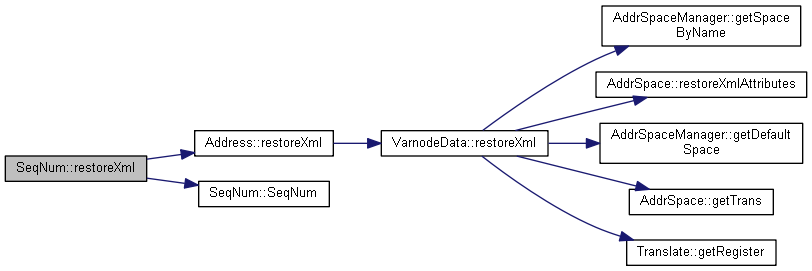 SeqNum::restoreXml
Address::restoreXml
SeqNum::SeqNum
VarnodeData::restoreXml
AddrSpaceManager::getSpace
ByName
AddrSpace::restoreXmlAttributes
AddrSpaceManager::getDefault
Space
AddrSpace::getTrans
Translate::getRegister